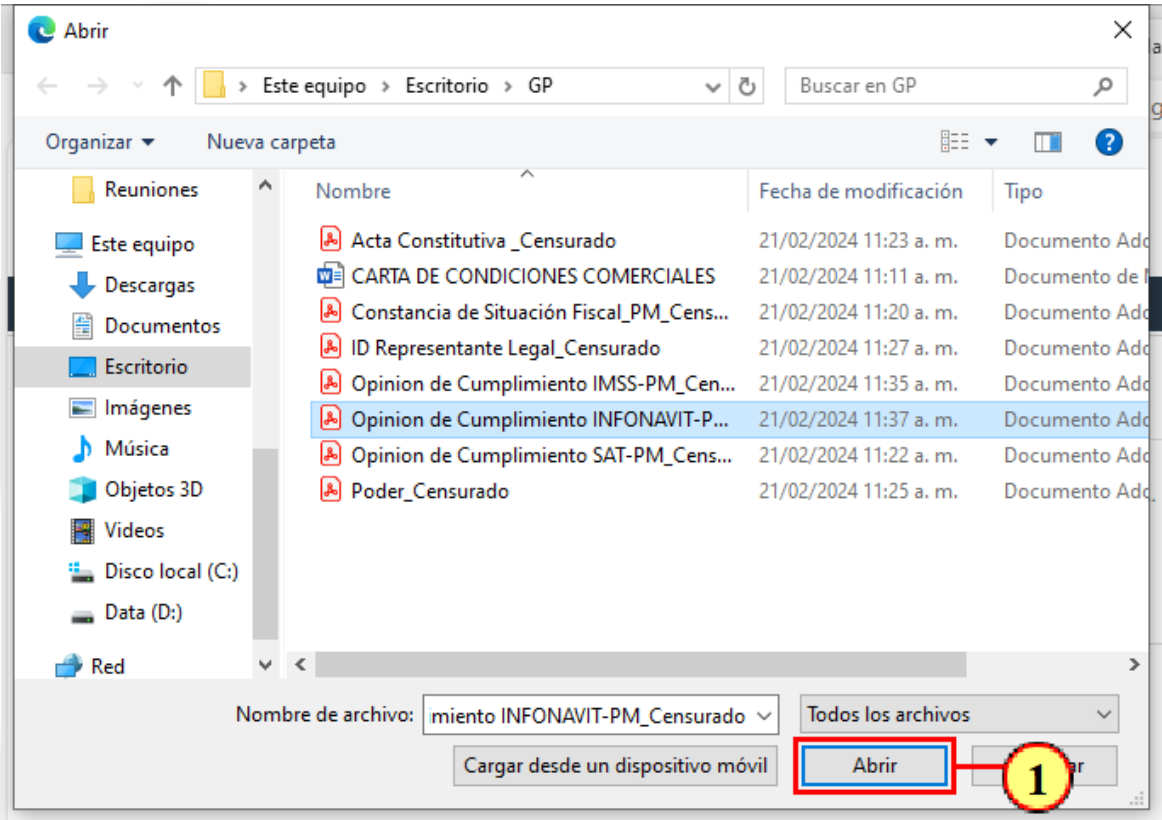 Abrir
Este equipo > Escritorio > GP
Buscar en GP
Organizar
Nueva carpeta
Nombre
Fecha de modificación
Tipo
Reuniones
Este equipo
Descargas
Documentos
Escritorio
Imágenes
Música
Objetos 3D
Videos
Disco local (C:)
Data (D:)
Red
Acta Constitutiva _Censurado 21/02/2024 11:23 a. m. Documento Ado
CARTA DE CONDICIONES COMERCIALES 21/02/2024 11:11 a. m. Documento de
Constancia de Situación Fiscal_PM_Cens... 21/02/2024 11:20 a. m. Documento Ado
ID Representante Legal_Censurado 21/02/2024 11:27 a. m. Documento Ado
Opinion de Cumplimiento IMSS-PM_Cen... 21/02/2024 11:35 a. m. Documento Ado
Opinion de Cumplimiento INFONAVIT-P... 21/02/2024 11:37 a. m. Documento Ado
Opinion de Cumplimiento SAT-PM_Cens... 21/02/2024 11:22 a. m. Documento Ado
Poder_Censurado 21/02/2024 11:25 a. m. Documento Ado
Nombre de archivo: imiento INFONAVIT-PM_Censurado
Todos los archivos
Cargar desde un dispositivo móvil
Abrir
1